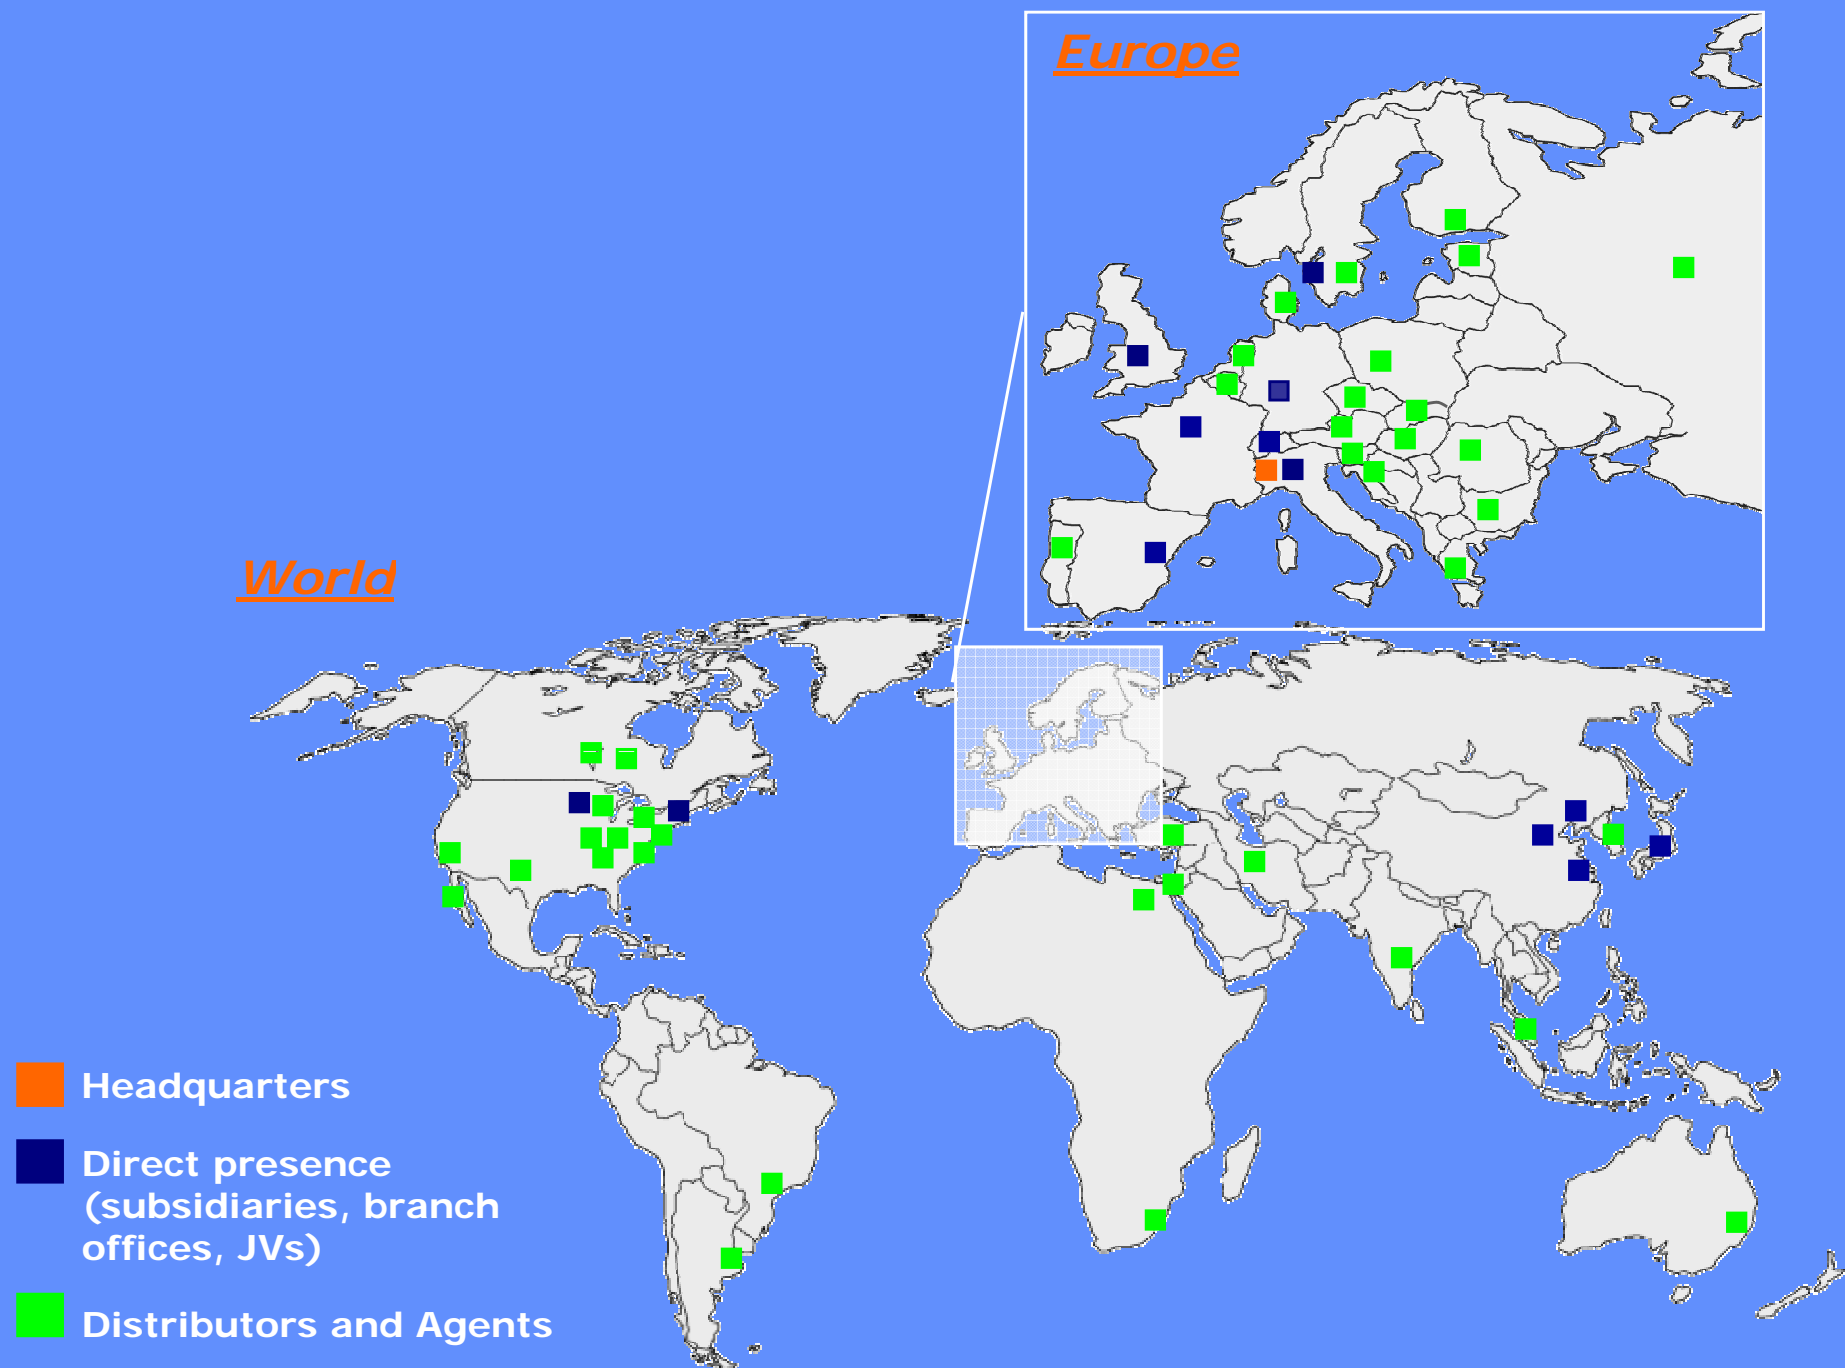 Europe
World
Headquarters
Direct presence
(subsidiaries, branch
offices, JVs)
Distributors and Agents